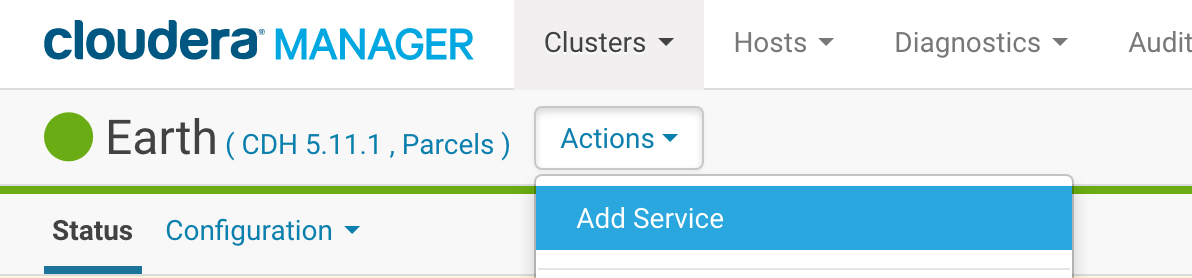 cloudera MANAGER Clusters Hosts Diagnostics Audit
Earth ( CDH 5.11.1 , Parcels ) Actions
Add Service
Status Configuration